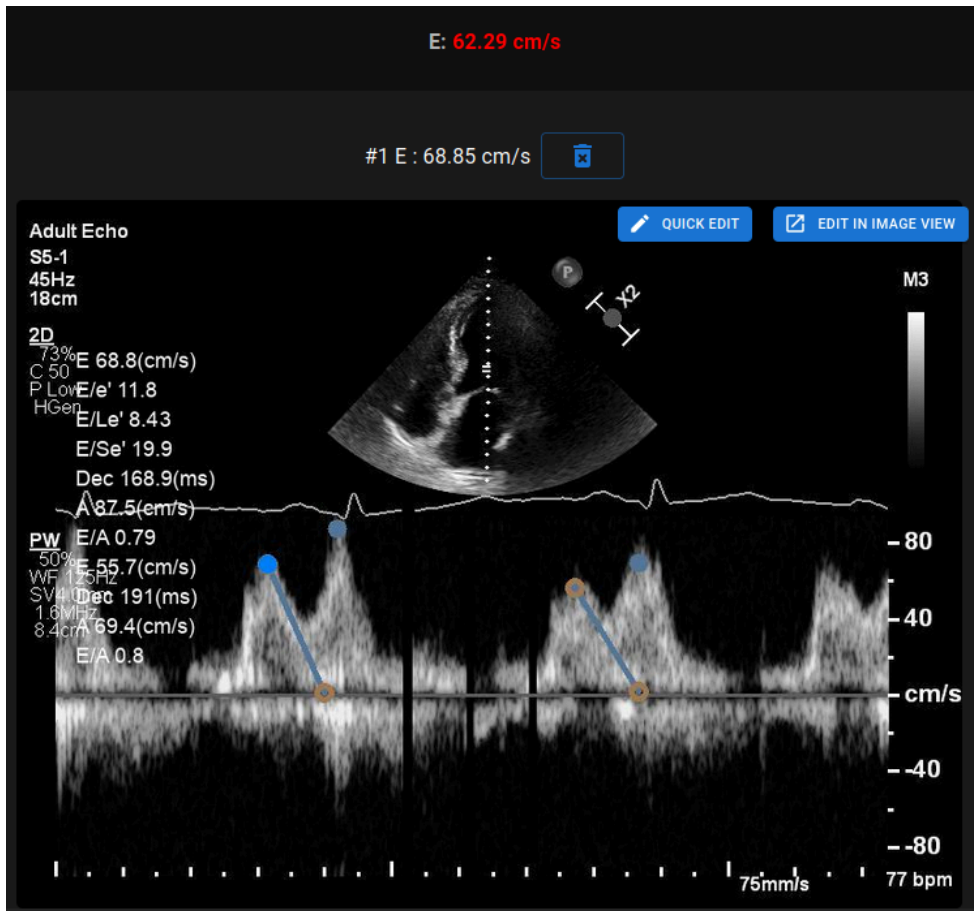 E: 62.29 cm/s
#1 E : 68.85 cm/s
QUICK EDIT
EDIT IN IMAGE VIEW
Adult Echo
S5-1
45Hz
18cm
P
X2
M3
2D
73%
C 50
P Low
HGen
E 68.8(cm/s)
E/e' 11.8
E/Le' 8.43
E/Se' 19.9
Dec 168.9(ms)
A 87.5(cm/s)
E/A 0.79
E 55.7(cm/s)
Dec 191(ms)
A 69.4(cm/s)
E/A 0.8
PW
50%
WF 125Hz
SV4.0mm
1.6MHz
8.4cm
80
40
cm/s
-40
-80
75mm/s
77 bpm